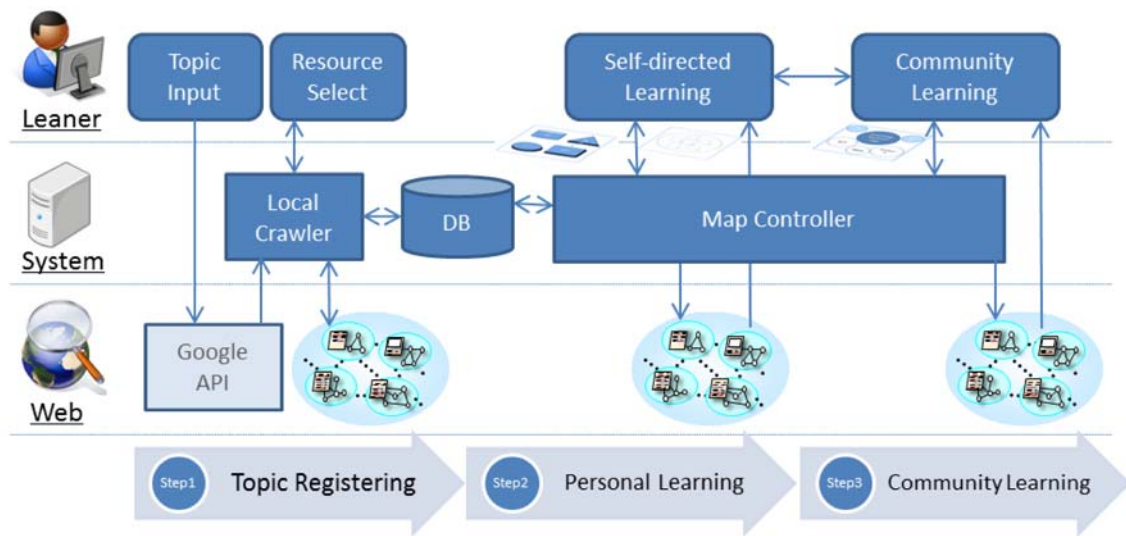 Topic
Input
Resource
Select
Self-directed
Learning
Community
Learning
Leaner
Local
Crawler
DB
Map Controller
System
Google
API
Web
Step1
Topic Registering
Step2
Personal Learning
Step3
Community Learning